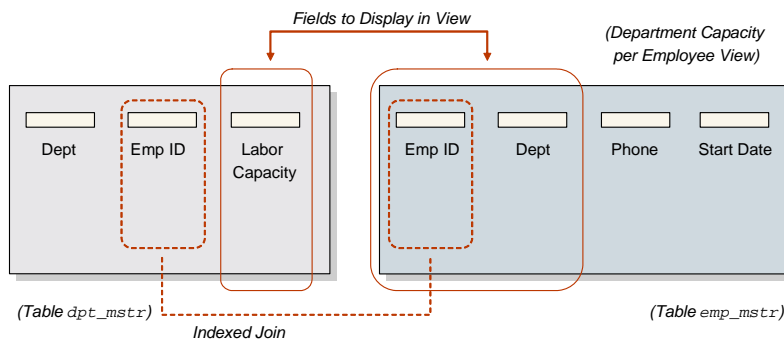 Fields to Display in View
(Department Capacity
per Employee View)
Dept
Emp ID
Labor
Capacity
Emp ID
Dept
Phone
Start Date
(Table dpt_mstr)
(Table emp_mstr)
Indexed Join